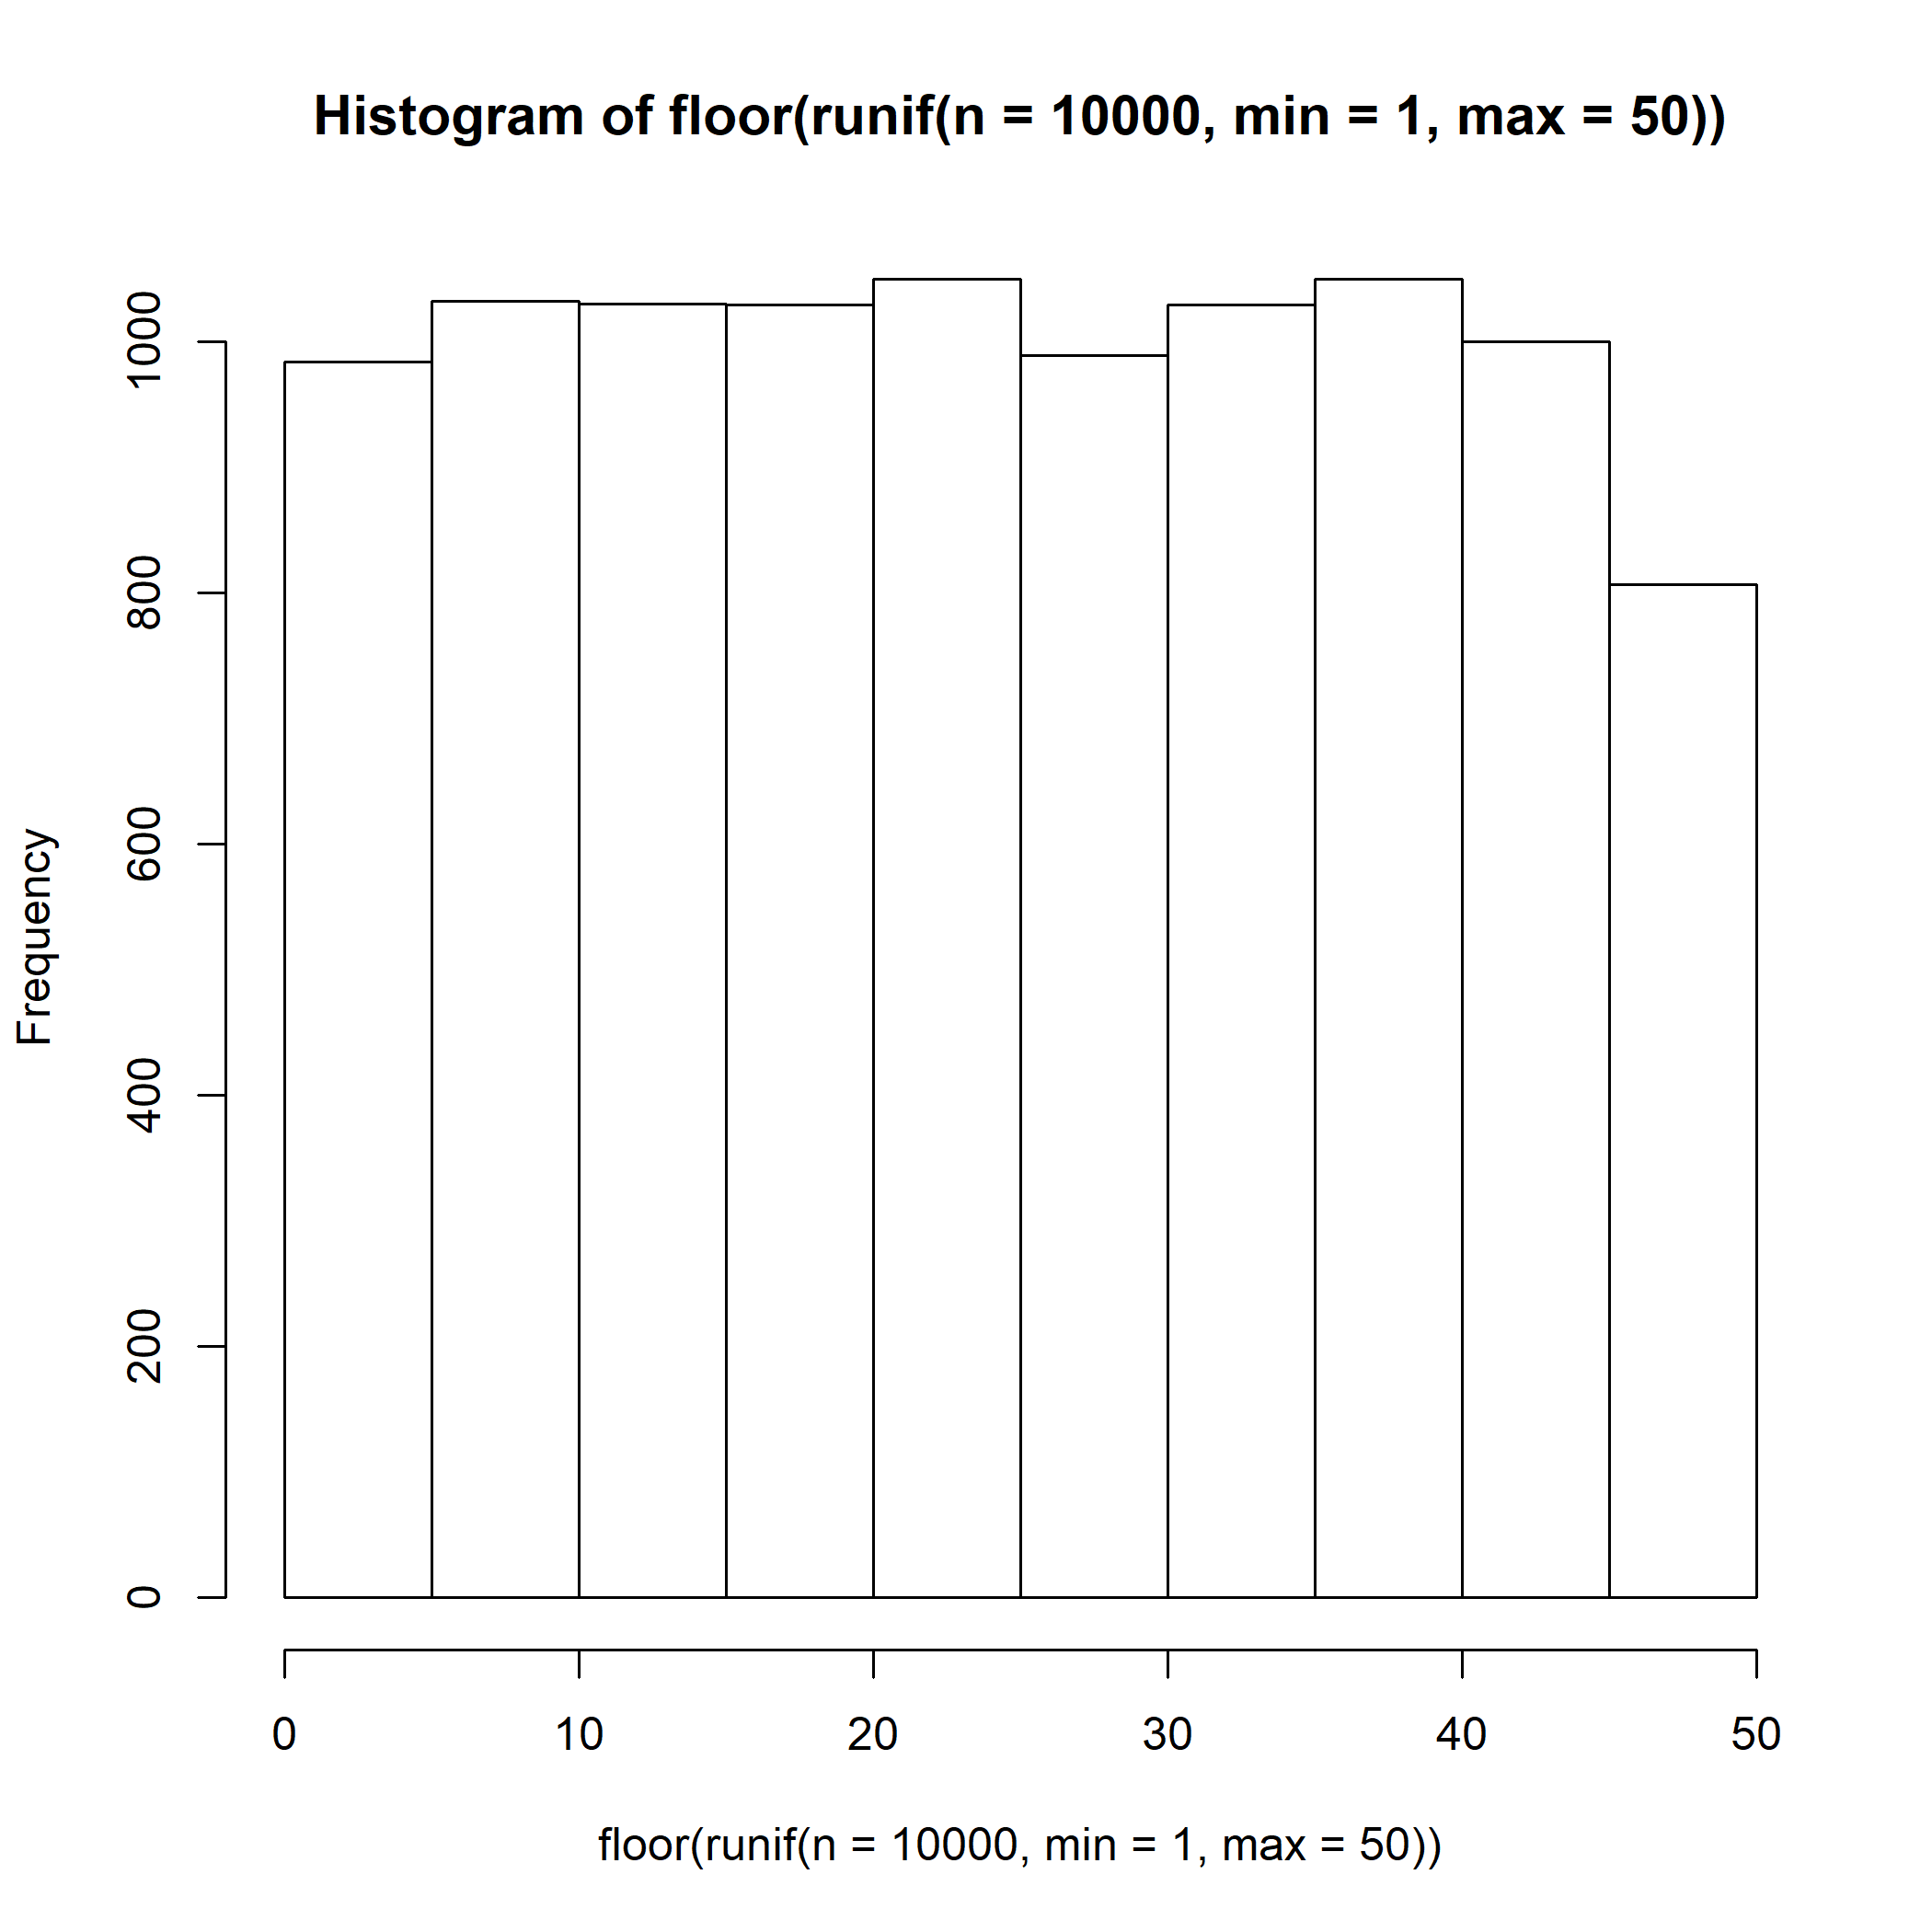 Histogram of floor(runif(n = 10000, min = 1, max = 50))
Frequency
1000
800
600
400
200
0
0 10 20 30 40 50
floor(runif(n = 10000, min = 1, max = 50))